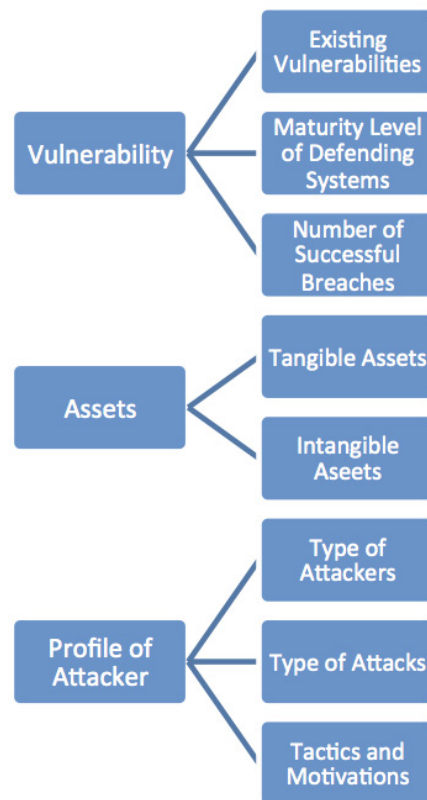 Vulnerability
Existing
Vulnerabilities
Maturity Level
of Defending
Systems
Number of
Successful
Breaches
Assets
Tangible Assets
Intangible
Aseets
Profile of
Attacker
Type of
Attackers
Type of Attacks
Tactics and
Motivations